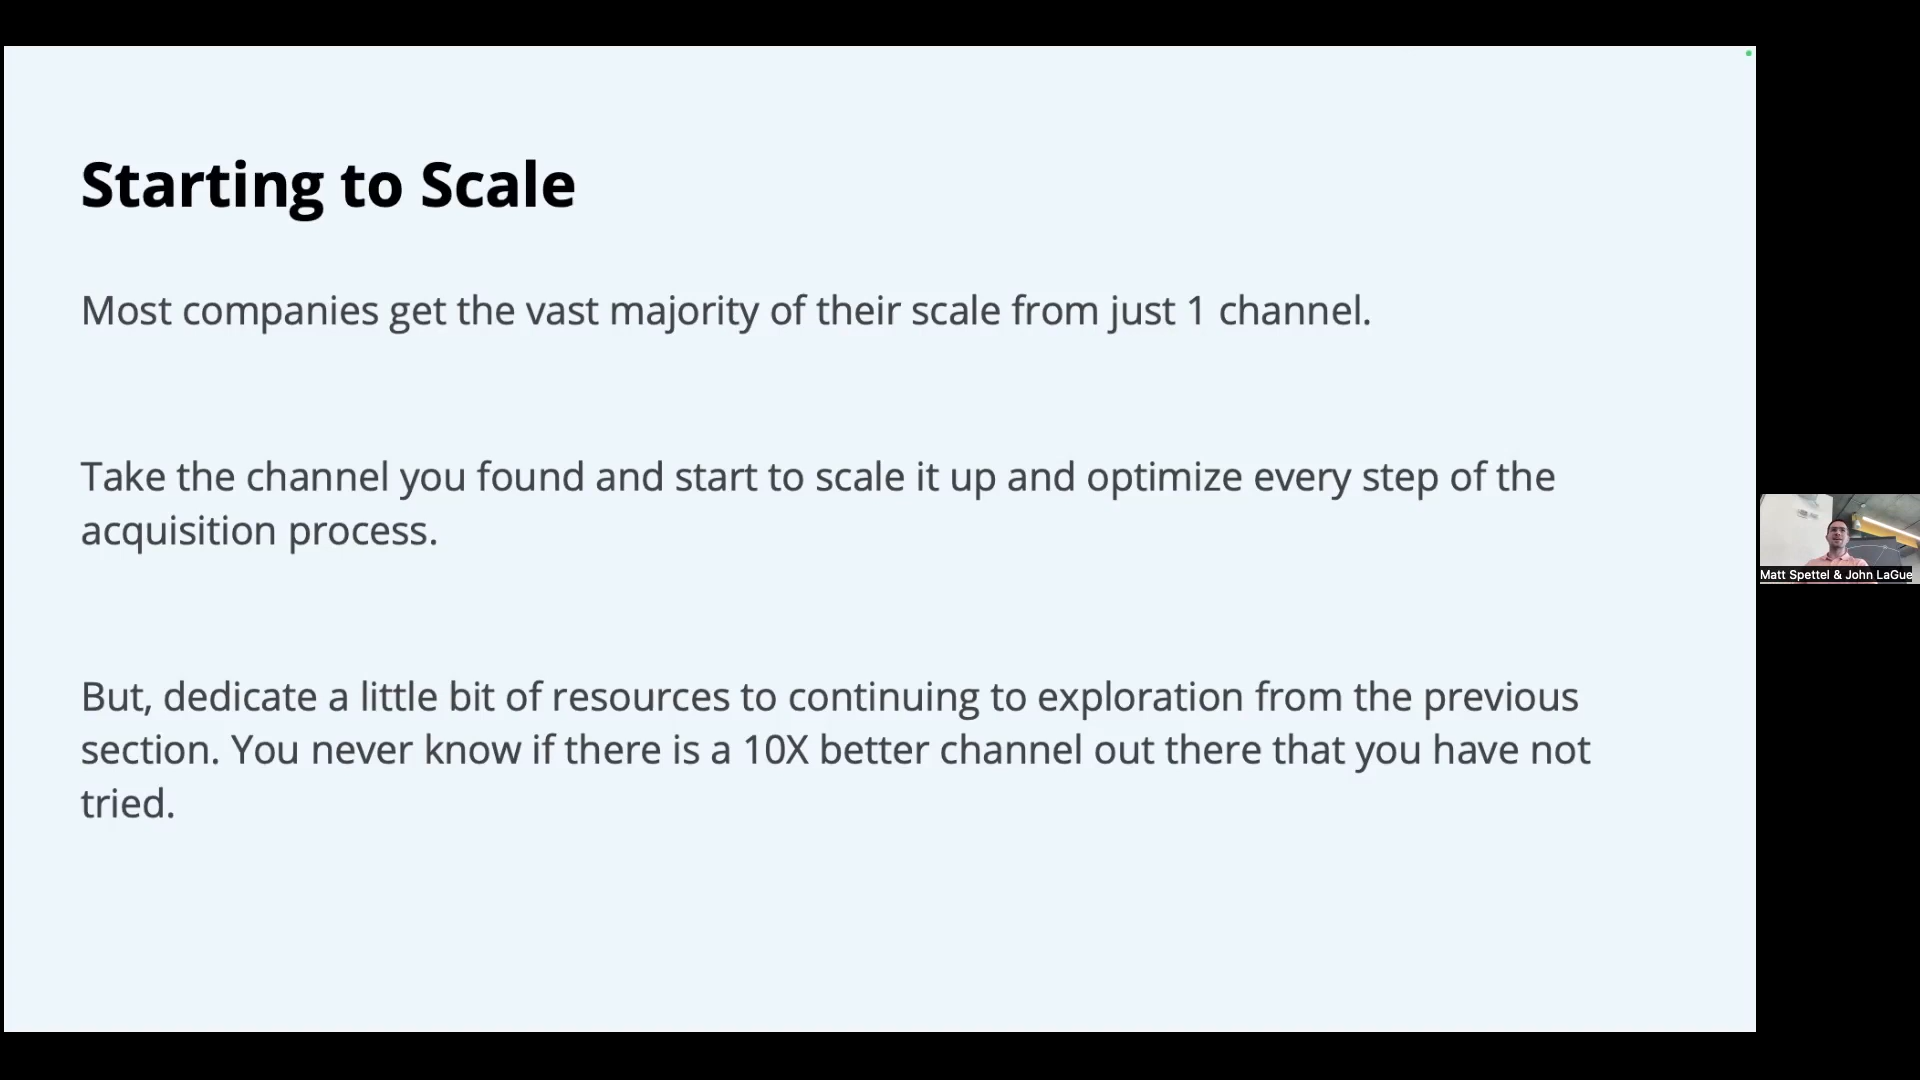 Starting to Scale
Most companies get the vast majority of their scale from just 1 channel.
Take the channel you found and start to scale it up and optimize every step of the
acquisition process.
But, dedicate a little bit of resources to continuing to exploration from the previous
section. You never know if there is a 10X better channel out there that you have not
tried.
Matt Spettel & John LaGue